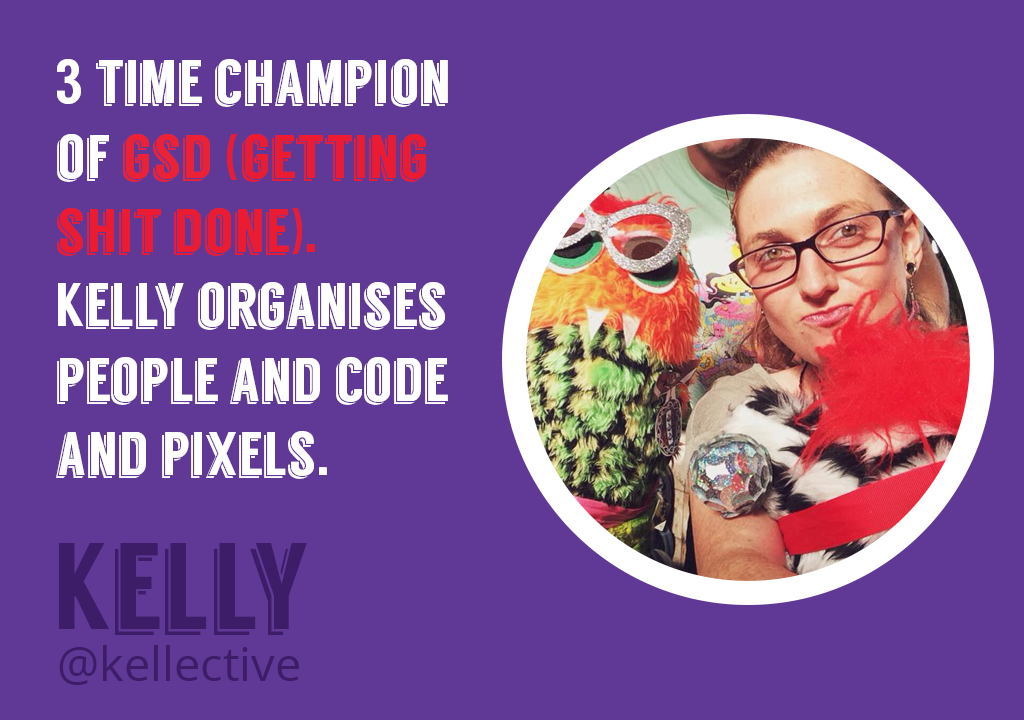 3 TIME CHAMPION
OF GSD (GETTING
SHIT DONE).
KELLY ORGANISES
PEOPLE AND CODE
AND PIXELS.
KELLY
@kellective